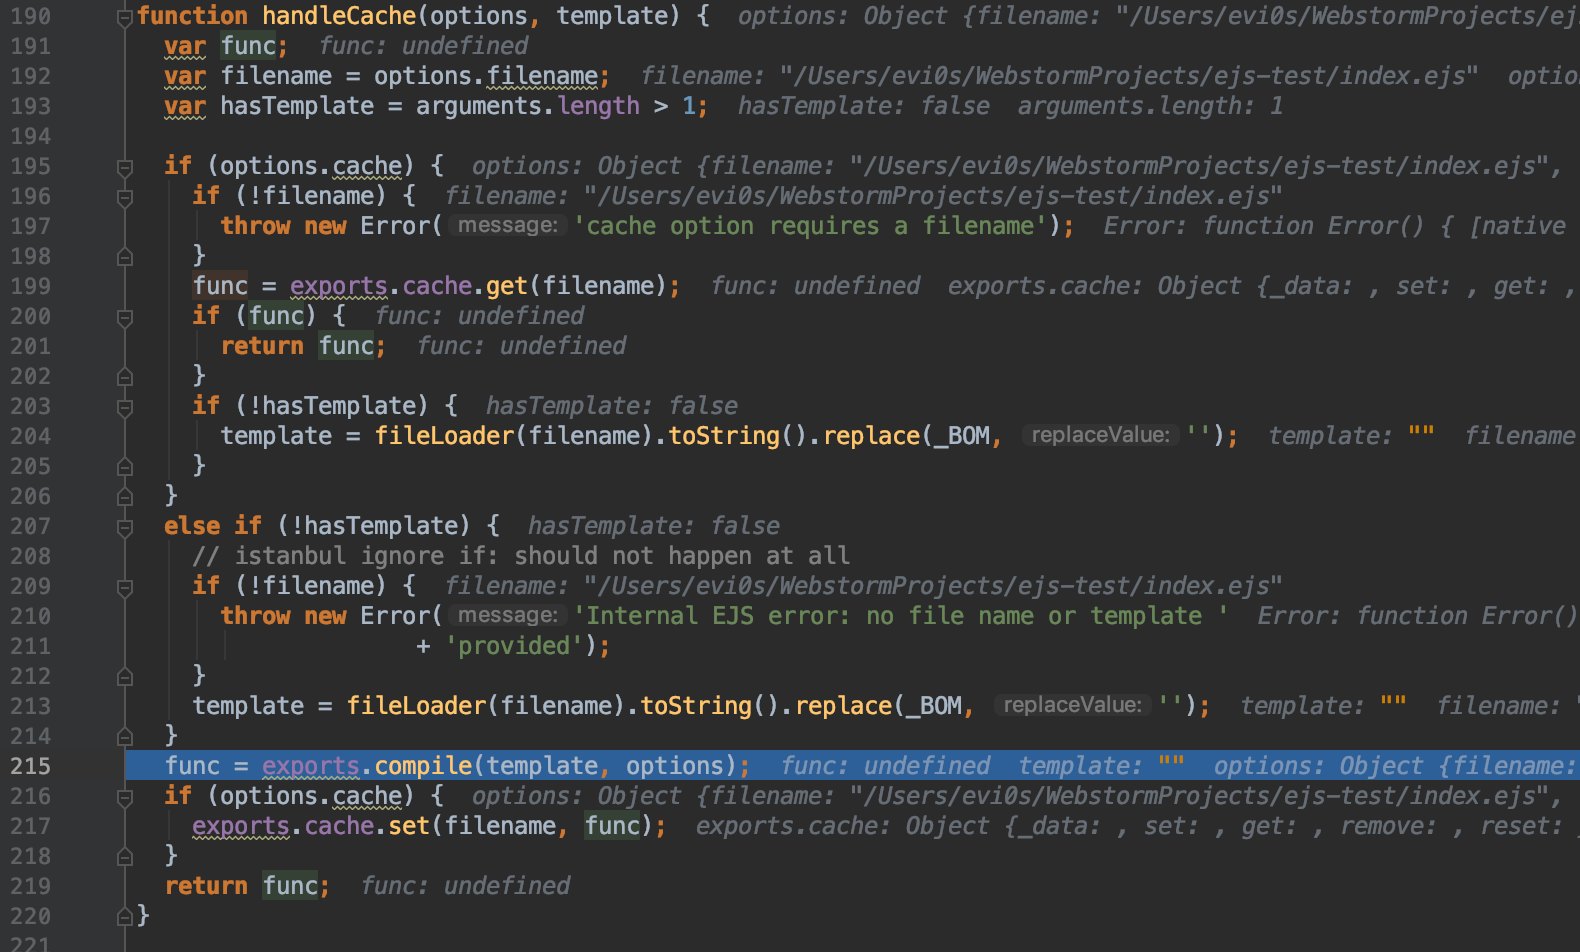 190 function handleCache(options, template) {  options: Object {filename: "/Users/evi0s/WebstormProjects/ej
191   var func;  func: undefined
192   var filename = options.filename;  filename: "/Users/evi0s/WebstormProjects/ejs-test/index.ejs"  optio
193   var hasTemplate = arguments.length > 1;  hasTemplate: false  arguments.length: 1
194
195   if (options.cache) {  options: Object {filename: "/Users/evi0s/WebstormProjects/ejs-test/index.ejs",
196     if (!filename) {  filename: "/Users/evi0s/WebstormProjects/ejs-test/index.ejs"
197       throw new Error( message: 'cache option requires a filename');  Error: function Error() { [native
198     }
199     func = exports.cache.get(filename);  func: undefined  exports.cache: Object {_data: , set: , get: ,
200     if (func) {  func: undefined
201       return func;  func: undefined
202     }
203     if (!hasTemplate) {  hasTemplate: false
204       template = fileLoader(filename).toString().replace(_BOM, replaceValue: '');  template: ""  filename
205     }
206   }
207   else if (!hasTemplate) {  hasTemplate: false
208     // istanbul ignore if: should not happen at all
209     if (!filename) {  filename: "/Users/evi0s/WebstormProjects/ejs-test/index.ejs"
210       throw new Error( message: 'Internal EJS error: no file name or template '  Error: function Error()
211                     + 'provided');
212     }
213     template = fileLoader(filename).toString().replace(_BOM, replaceValue: '');  template: ""  filename: "
214   }
215   func = exports.compile(template, options);  func: undefined  template: ""  options: Object {filename:
216   if (options.cache) {  options: Object {filename: "/Users/evi0s/WebstormProjects/ejs-test/index.ejs",
217     exports.cache.set(filename, func);  exports.cache: Object {_data: , set: , get: , remove: , reset:
218   }
219   return func;  func: undefined
220 }
221